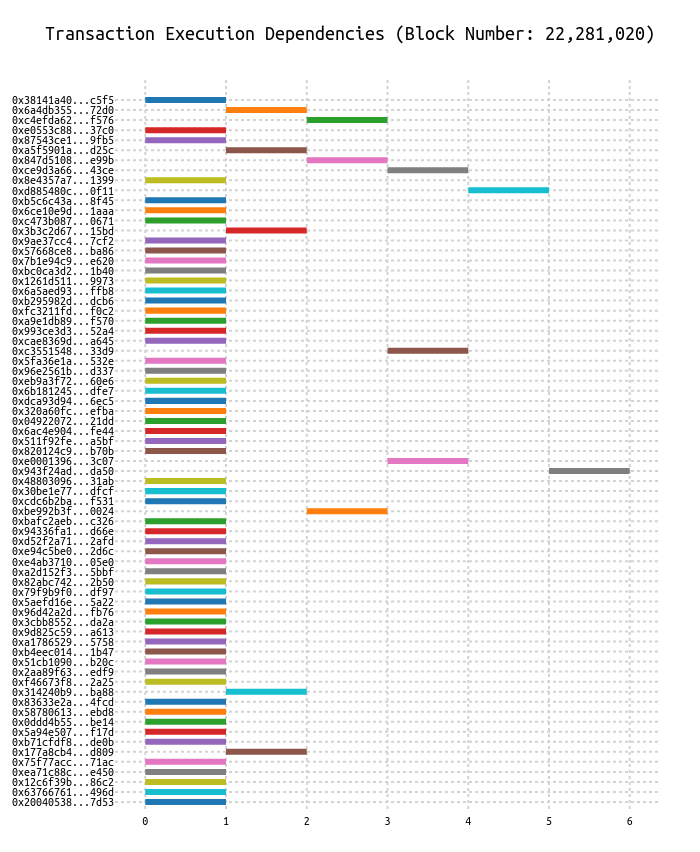 Transaction Execution Dependencies (Block Number: 22,281,020)
0x38141a40...c5f5
0x6a4db355...72d0
0xc4efda62...f576
0xe0553c88...37c0
0x87543ce1...9fb5
0xa5f5901a...d25c
0x847d5108...e99b
0xce9d3a66...43ce
0x8e4357a7...1399
0xd885480c...0f11
0xb5c6c43a...8f45
0x6ce10e9d...1aaa
0xc473b087...0671
0x3b3c2d67...15bd
0x9ae37cc4...7cf2
0x57668ce8...ba86
0x7b1e94c9...e620
0xbc0ca3d2...1b40
0x1261d511...9973
0x6a5aed93...ffb8
0xb295982d...dcb6
0xfc3211fd...f0c2
0xa9e1db89...f570
0x993ce3d3...52a4
0xcae8369d...a645
0xc3551548...33d9
0x5fa36e1a...532e
0x96e2561b...d337
0xeb9a3f72...60e6
0x6b181245...dfe7
0xdca93d94...6ec5
0x320a60fc...efba
0x04922072...21dd
0x6ac4e904...fe44
0x511f92fe...a5bf
0x820124c9...b70b
0xe0001396...3c07
0x943f24ad...da50
0x48803096...31ab
0x30be1e77...dfcf
0xcdc6b2ba...f531
0xbe992b3f...0024
0xbafc2aeb...c326
0x94336fa1...d66e
0xd52f2a71...2afd
0xe94c5be0...2d6c
0xe4ab3710...05e0
0xa2d152f3...5bbf
0x82abc742...2b50
0x79f9b9f0...df97
0x5aefd16e...5a22
0x96d42a2d...fb76
0x3cbb8552...da2a
0x9d825c59...a613
0xa1786529...5758
0xb4eec014...1b47
0x51cb1090...b20c
0x2aa89f63...edf9
0xf46673f8...2a25
0x314240b9...ba88
0x83633e2a...4fcd
0x58780613...ebd8
0x0ddd4b55...be14
0x5a94e507...f17d
0xb71cfdf8...de0b
0x177a8cb4...d809
0x75f77acc...71ac
0xea71c88c...e450
0x12c6f39b...86c2
0x63766761...496d
0x20040538...7d53
0 1 2 3 4 5 6